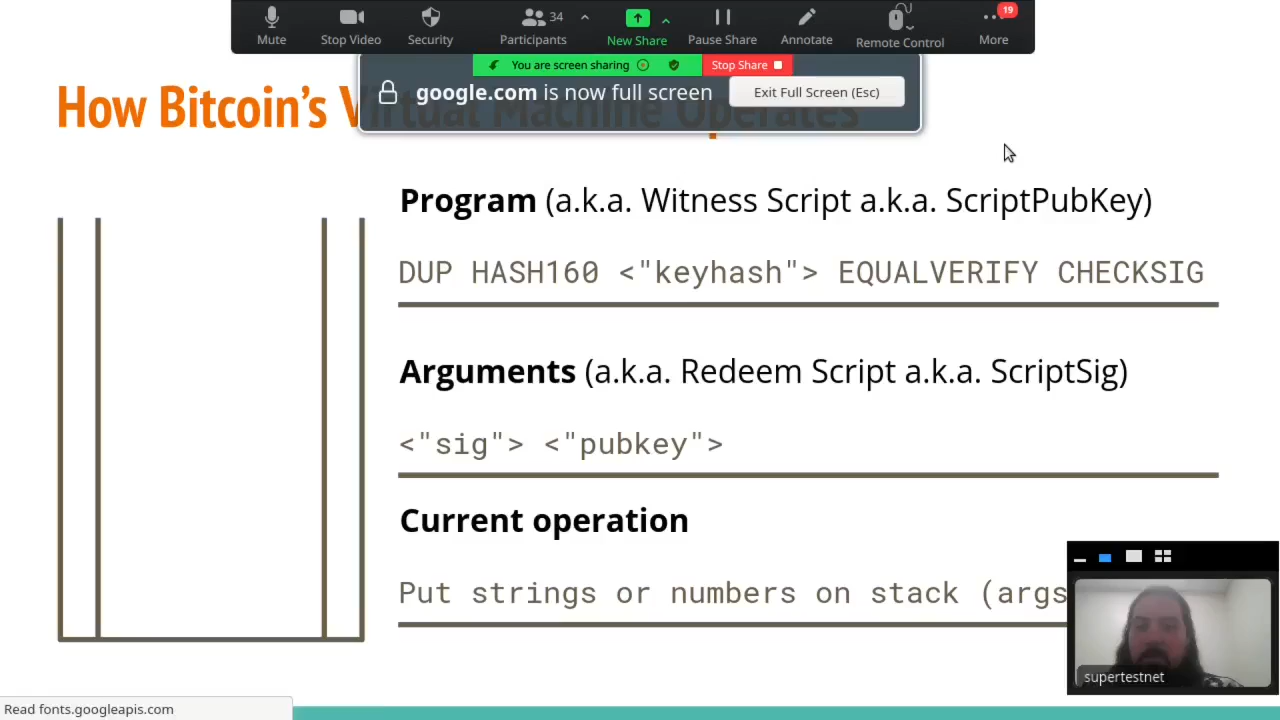 Mute
Stop Video
Security
Participants
34
New Share
Pause Share
Annotate
Remote Control
More
19
You are screen sharing
Stop Share
google.com is now full screen
Exit Full Screen (Esc)
How Bitcoin's Virtual Machine Operates
Program (a.k.a. Witness Script a.k.a. ScriptPubKey)
DUP HASH160 <"keyhash"> EQUALVERIFY CHECKSIG
Arguments (a.k.a. Redeem Script a.k.a. ScriptSig)
<"sig"> <"pubkey">
Current operation
Put strings or numbers on stack (args
supertestnet
Read fonts.googleapis.com